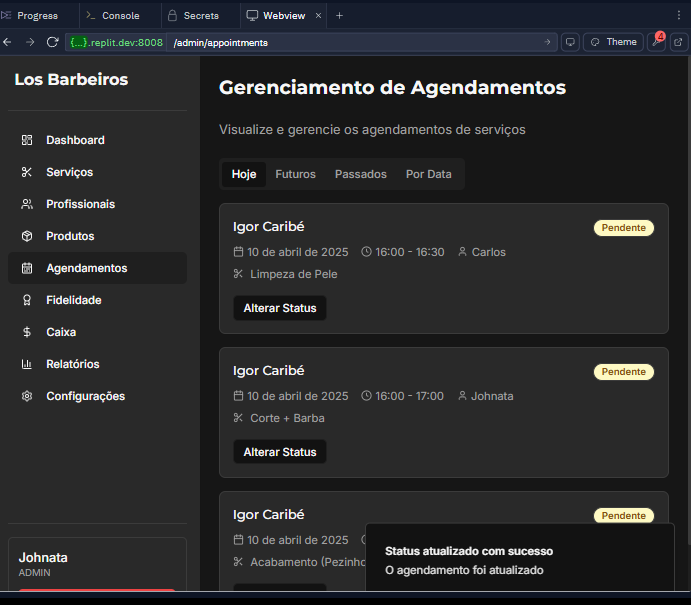 Progress Console Secrets Webview
{...}.replit.dev:8008 /admin/appointments Theme 4
Los Barbeiros
Dashboard
Serviços
Profissionais
Produtos
Agendamentos
Fidelidade
Caixa
Relatórios
Configurações
Johnata
ADMIN
Gerenciamento de Agendamentos
Visualize e gerencie os agendamentos de serviços
Hoje Futuros Passados Por Data
Igor Caribé Pendente
10 de abril de 2025 16:00 - 16:30 Carlos
Limpeza de Pele
Alterar Status
Igor Caribé Pendente
10 de abril de 2025 16:00 - 17:00 Johnata
Corte + Barba
Alterar Status
Igor Caribé Pendente
10 de abril de 2025
Acabamento (Pezinho
Status atualizado com sucesso
O agendamento foi atualizado